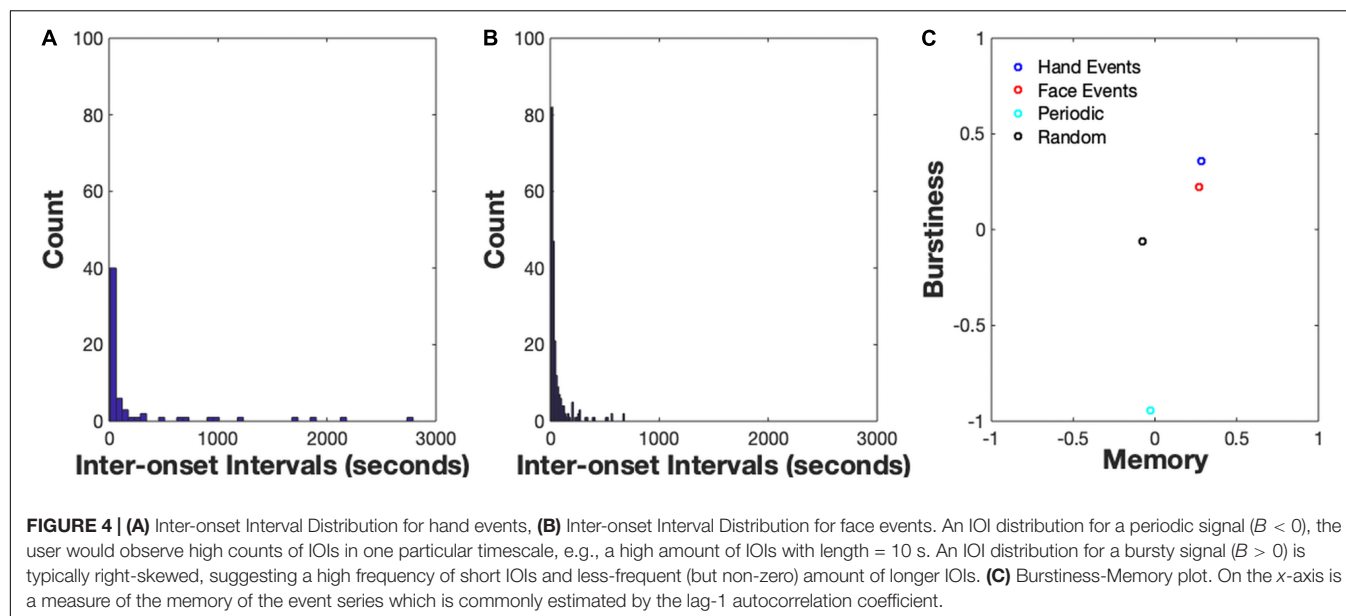 A
100
80
60
40
20
0
Count
0 1000 2000 3000
Inter-onset Intervals (seconds)
B
100
80
60
40
20
0
Count
0 1000 2000 3000
Inter-onset Intervals (seconds)
C
1
0.5
0
-0.5
-1
Burstiness
Hand Events
Face Events
Periodic
Random
-1 -0.5 0 0.5 1
Memory
FIGURE 4 | (A) Inter-onset Interval Distribution for hand events, (B) Inter-onset Interval Distribution for face events. An IOI distribution for a periodic signal (B < 0), the
user would observe high counts of IOIs in one particular timescale, e.g., a high amount of IOIs with length = 10 s. An IOI distribution for a bursty signal (B > 0) is
typically right-skewed, suggesting a high frequency of short IOIs and less-frequent (but non-zero) amount of longer IOIs. (C) Burstiness-Memory plot. On the x-axis is
a measure of the memory of the event series which is commonly estimated by the lag-1 autocorrelation coefficient.